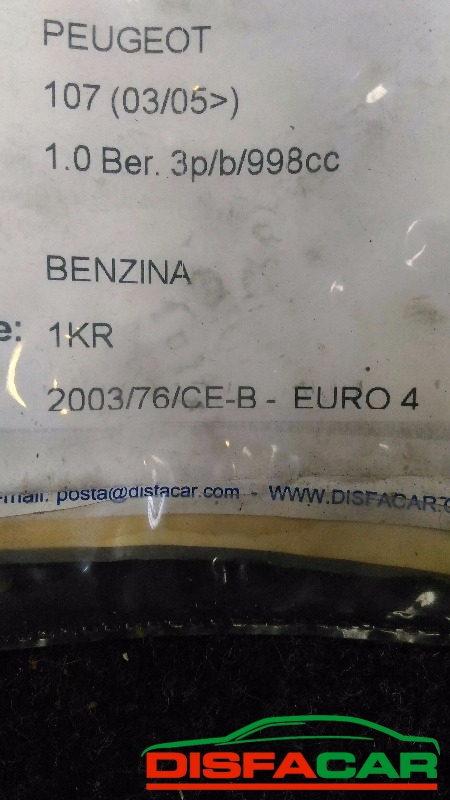 PEUGEOT
107 (03/05>)
1.0 Ber. 3p/b/998cc
BENZINA
e: 1KR
2003/76/CE-B - EURO 4
-mail: posta@disfacar.com - WWW.DISFACAR.
DISFACAR